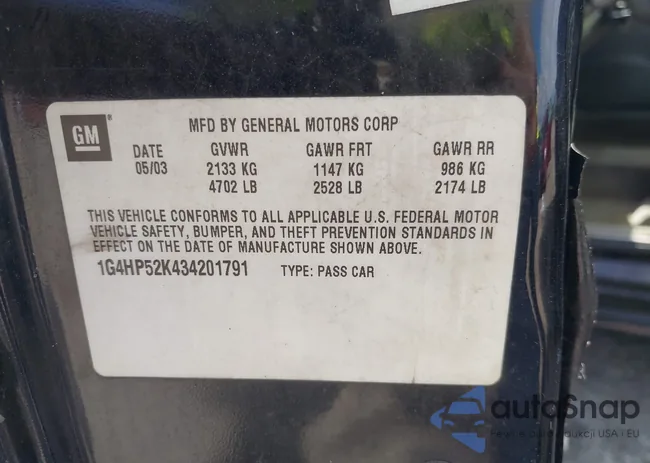 GM
MFD BY GENERAL MOTORS CORP
DATE GVWR GAWR FRT GAWR RR
05/03 2133 KG 1147 KG 986 KG
4702 LB 2528 LB 2174 LB
THIS VEHICLE CONFORMS TO ALL APPLICABLE U.S. FEDERAL MOTOR
VEHICLE SAFETY, BUMPER, AND THEFT PREVENTION STANDARDS IN
EFFECT ON THE DATE OF MANUFACTURE SHOWN ABOVE.
1G4HP52K434201791 TYPE: PASS CAR
autoSnap
USA i EU